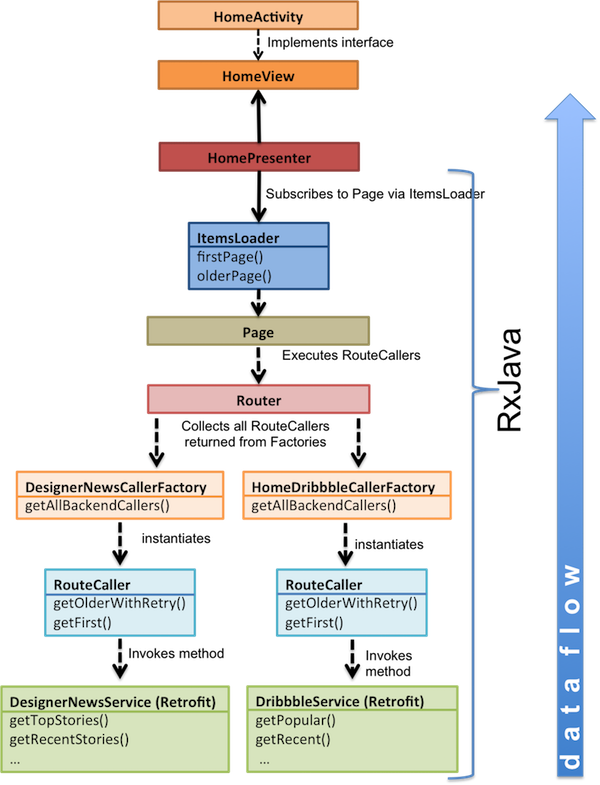 HomeActivity
Implements interface
HomeView
HomePresenter
Subscribes to Page via ItemsLoader
ItemsLoader
firstPage()
olderPage()
Page
Executes RouteCallers
Router
Collects all RouteCallers
returned from Factories
DesignerNewsCallerFactory
getAllBackendCallers()
HomeDribbbleCallerFactory
getAllBackendCallers()
instantiates
instantiates
RouteCaller
getOlderWithRetry()
getFirst()
RouteCaller
getOlderWithRetry()
getFirst()
Invokes method
Invokes
method
DesignerNewsService (Retrofit)
getTopStories()
getRecentStories()
...
DribbbleService (Retrofit)
getPopular()
getRecent()
...
RxJava
data flow